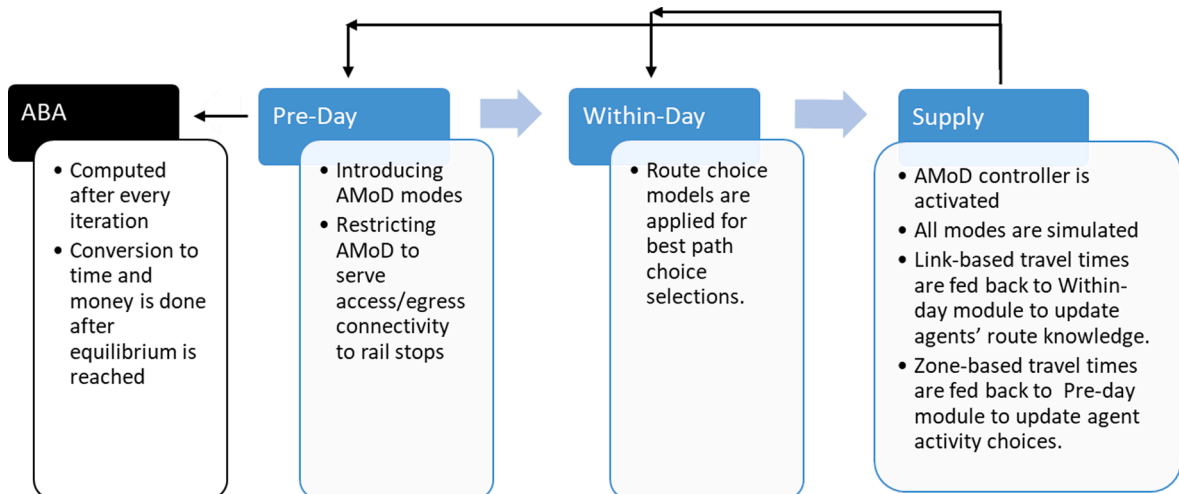 ABA
• Computed
after every
iteration
• Conversion to
time and
money is done
after
equilibrium is
reached
Pre-Day
• Introducing
AMoD modes
• Restricting
AMoD to
serve
access/egress
connectivity
to rail stops
Within-Day
• Route choice
models are
applied for
best path
choice
selections.
Supply
• AMoD controller is
activated
• All modes are simulated
• Link-based travel times
are fed back to Within-
day module to update
agents’ route knowledge.
• Zone-based travel times
are fed back to Pre-day
module to update agent
activity choices.